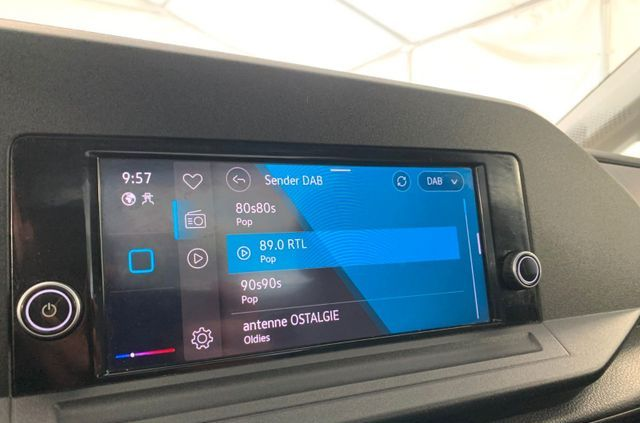 9:57
Sender DAB
DAB
80s80s
Pop
89.0 RTL
Pop
90s90s
Pop
antenne OSTALGIE
Oldies